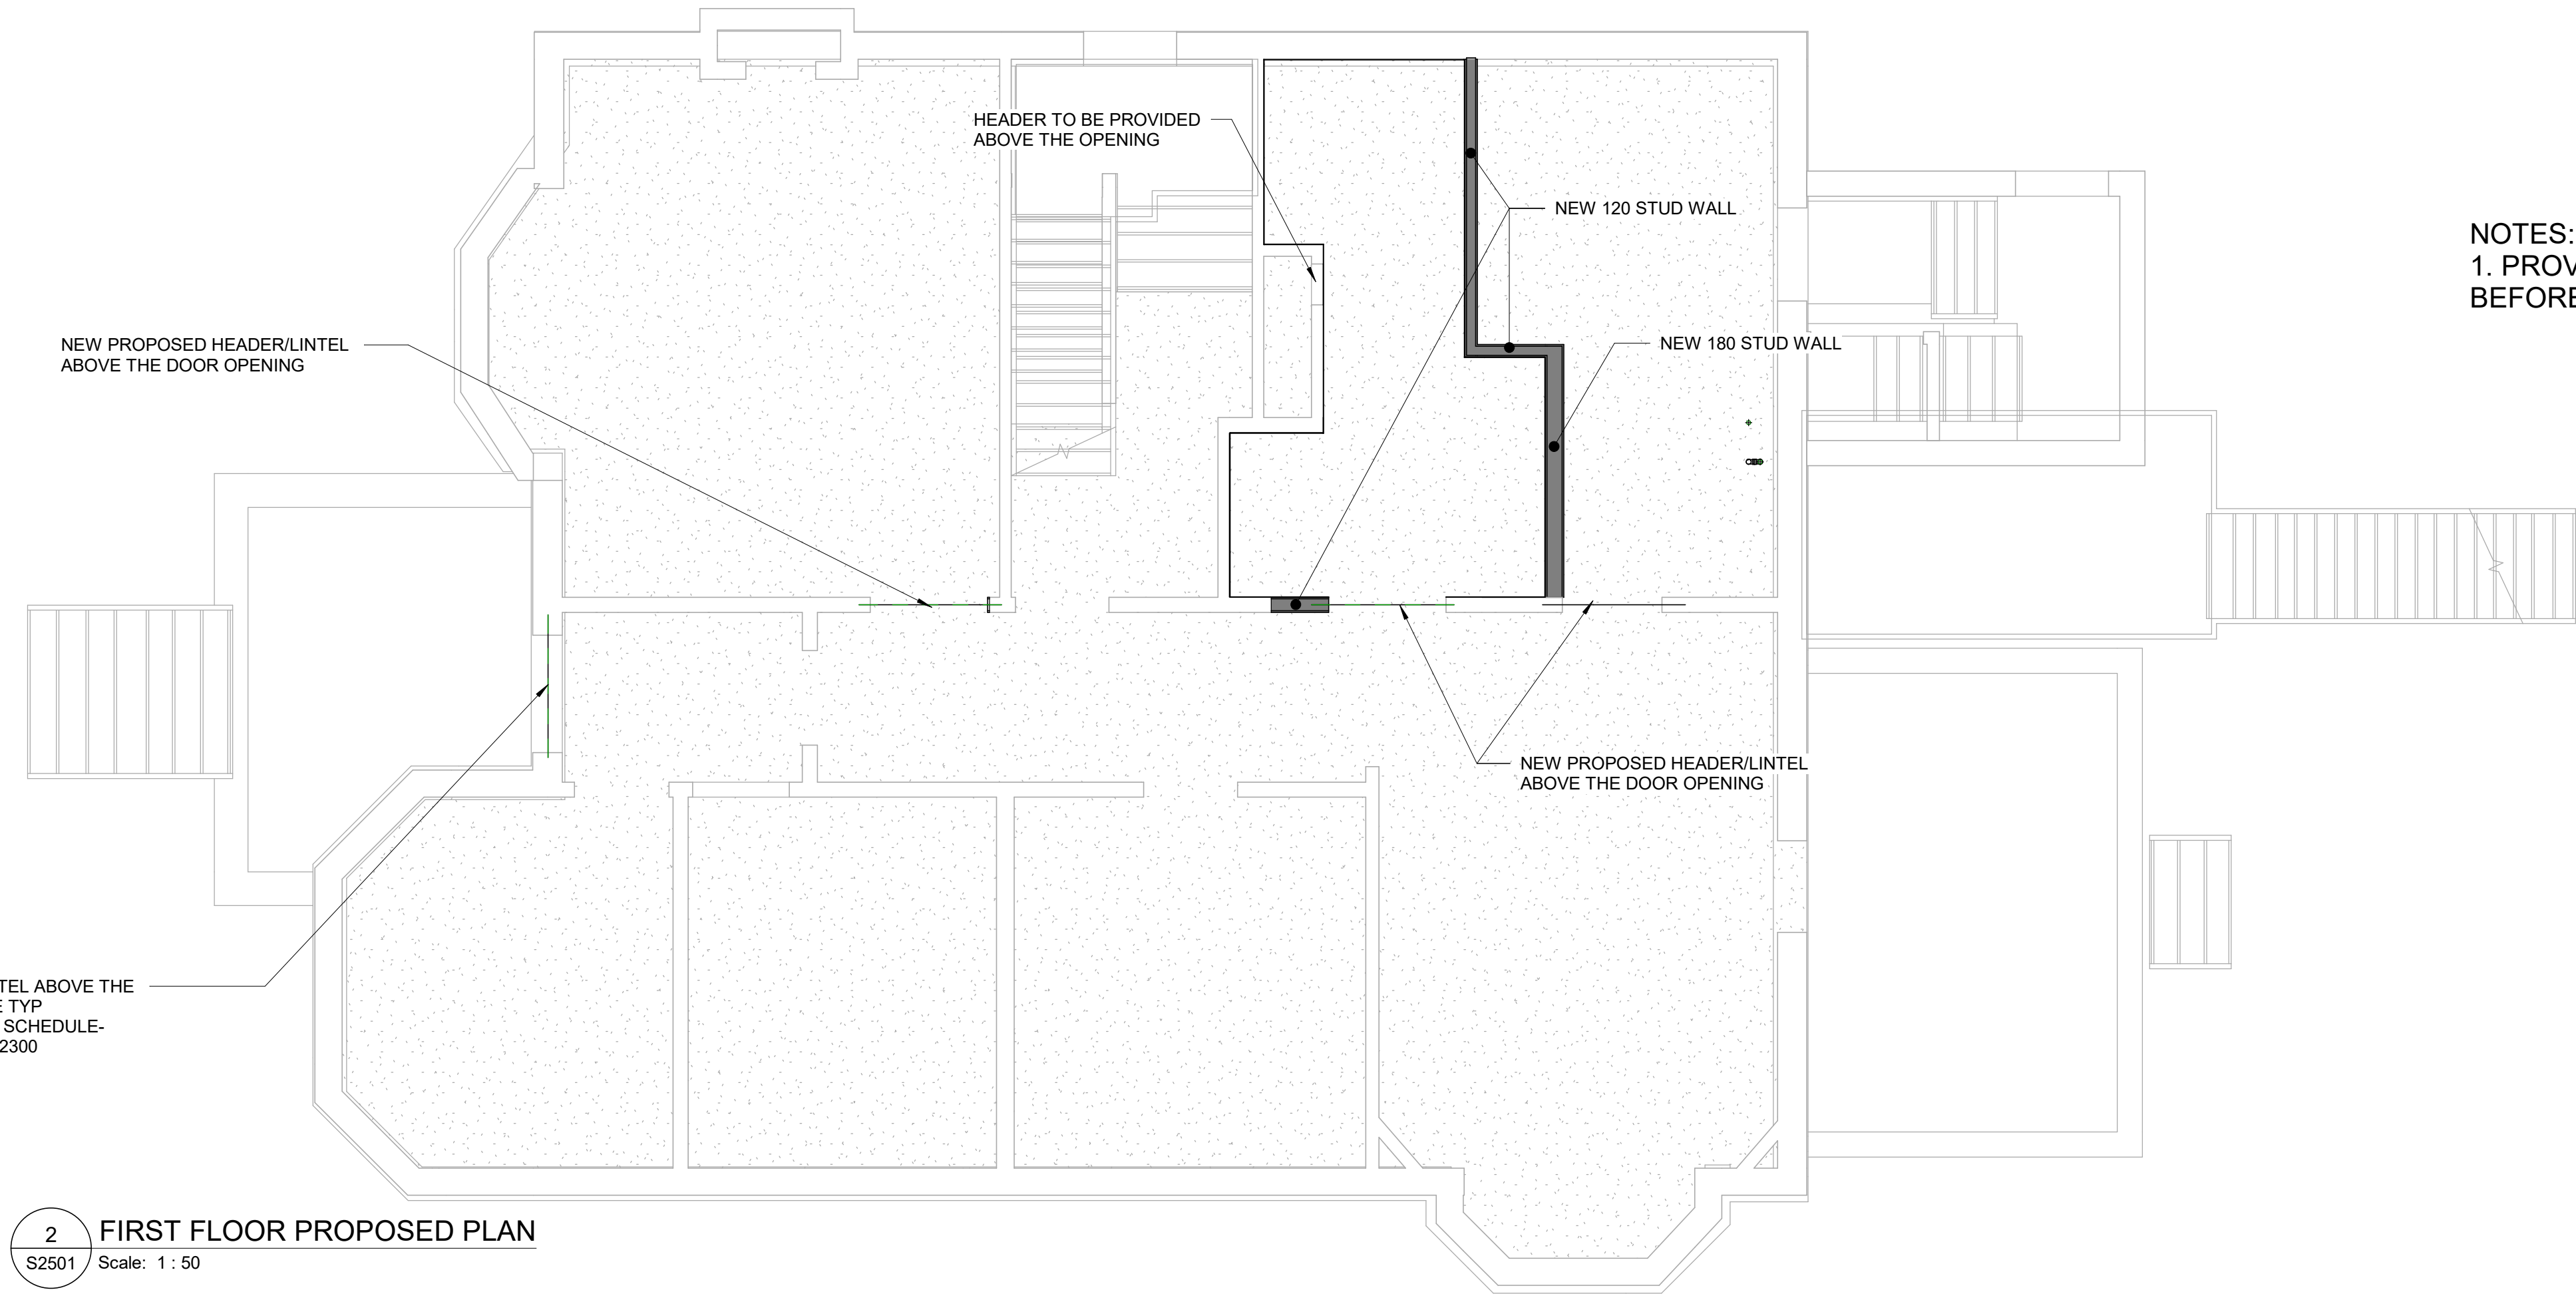 HEADER TO BE PROVIDED
ABOVE THE OPENING
NEW 120 STUD WALL
NOTES:
1. PROV
BEFORE
NEW PROPOSED HEADER/LINTEL
ABOVE THE DOOR OPENING
NEW 180 STUD WALL
NEW PROPOSED HEADER/LINTEL
ABOVE THE DOOR OPENING
TEL ABOVE THE
E TYP
SCHEDULE-
2300
2
S2501
FIRST FLOOR PROPOSED PLAN
Scale: 1 : 50